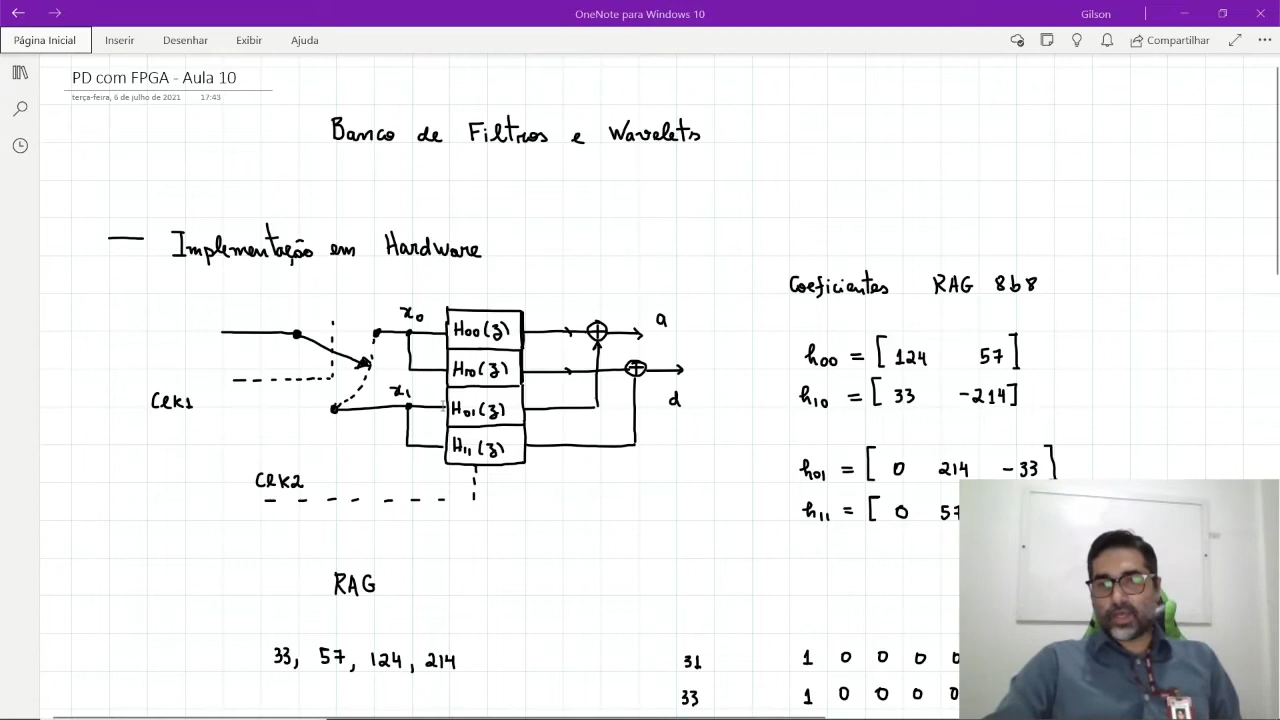 OneNote para Windows 10
Gilson
Página Inicial Inserir Desenhar Exibir Ajuda
Compartilhar
PD com FPGA - Aula 10
terça-feira, 6 de julho de 2021 17:43
Banco de Filtros e Wavelets
— Implementação em Hardware
Coeficientes RAG 8b8
x0 H00(z) a
H10(z)
x1 H01(z) d
H11(z)
Clk1
Clk2
h00 = [124 57]
h10 = [33 -214]
h01 = [0 214 -33]
h11 = [0 57
RAG
33, 57, 124, 214
31 1 0 0 0 0
33 1 0 0 0 0